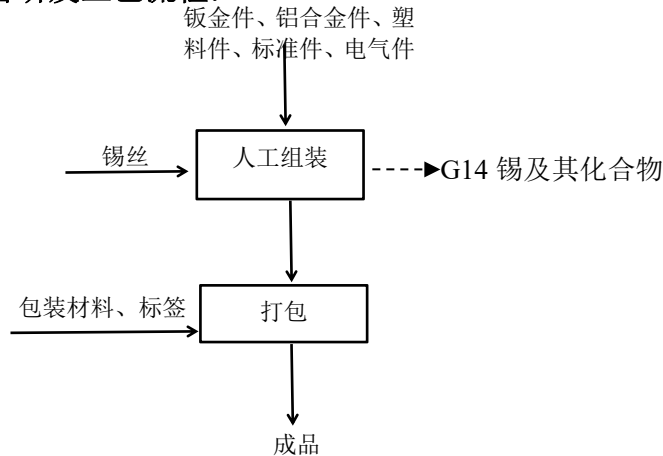 钣金件、铝合金件、塑
料件、标准件、电气件
锡丝
人工组装
G14 锡及其化合物
包装材料、标签
打包
成品